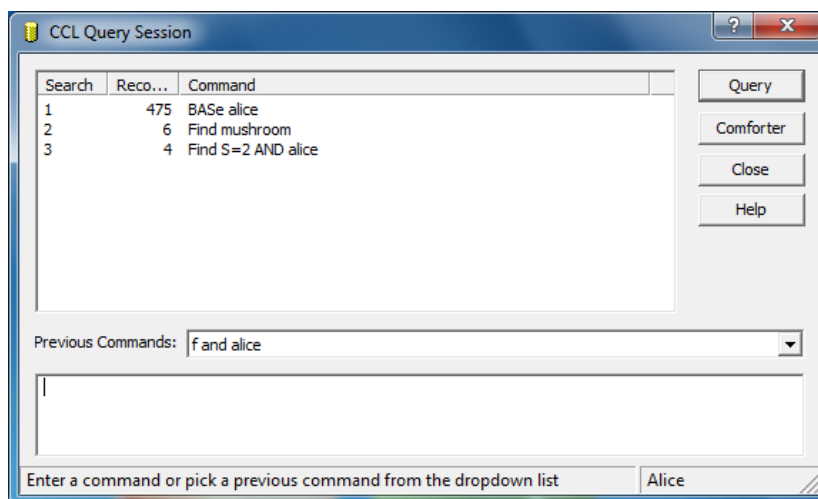 CCL Query Session
?
X
Search Reco... Command
1 475 BASe alice
2 6 Find mushroom
3 4 Find S=2 AND alice
Query
Comforter
Close
Help
Previous Commands: f and alice
Enter a command or pick a previous command from the dropdown list Alice